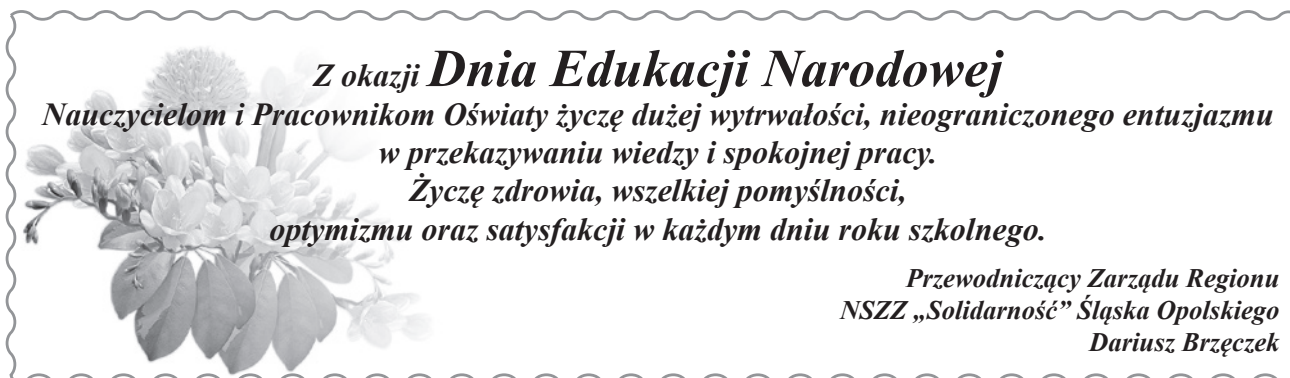 Z okazji Dnia Edukacji Narodowej
Nauczycielom i Pracownikom Oświaty życzę dużej wytrwałości, nieograniczonego entuzjazmu
w przekazywaniu wiedzy i spokojnej pracy.
Życzę zdrowia, wszelkiej pomyślności,
optymizmu oraz satysfakcji w każdym dniu roku szkolnego.
Przewodniczący Zarządu Regionu
NSZZ „Solidarność” Śląska Opolskiego
Dariusz Brzęczek